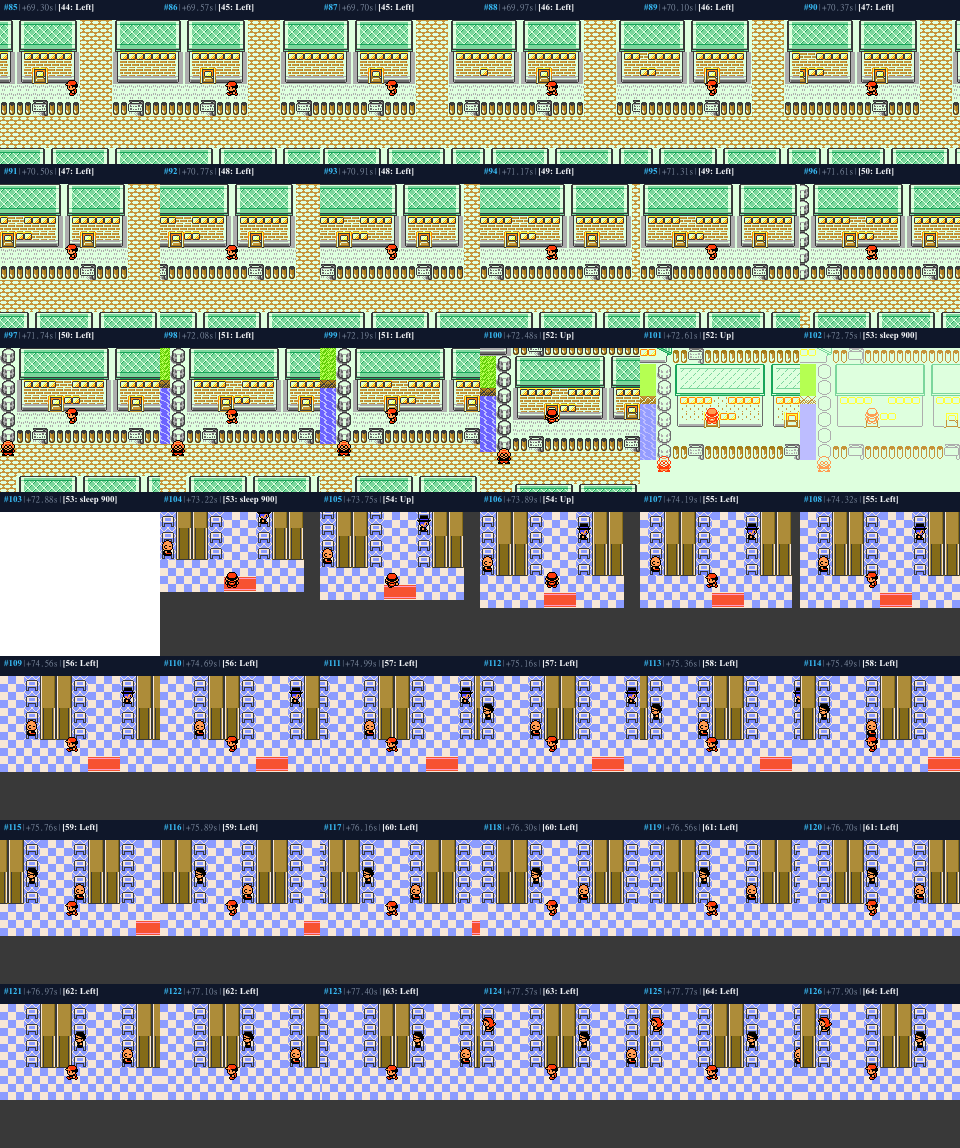 #85|+69.30s|[44: Left]
#86|+69.57s|[45: Left]
#87|+69.70s|[45: Left]
#88|+69.97s|[46: Left]
#89|+70.10s|[46: Left]
#90|+70.37s|[47: Left]
#91|+70.50s|[47: Left]
#92|+70.77s|[48: Left]
#93|+70.91s|[48: Left]
#94|+71.17s|[49: Left]
#95|+71.31s|[49: Left]
#96|+71.61s|[50: Left]
#97|+71.74s|[50: Left]
#98|+72.08s|[51: Left]
#99|+72.19s|[51: Left]
#100|+72.48s|[52: Up]
#101|+72.61s|[52: Up]
#102|+72.75s|[53: sleep 900]
#103|+72.88s|[53: sleep 900]
#104|+73.22s|[53: sleep 900]
#105|+73.75s|[54: Up]
#106|+73.89s|[54: Up]
#107|+74.19s|[55: Left]
#108|+74.32s|[55: Left]
#109|+74.56s|[56: Left]
#110|+74.69s|[56: Left]
#111|+74.99s|[57: Left]
#112|+75.16s|[57: Left]
#113|+75.36s|[58: Left]
#114|+75.49s|[58: Left]
#115|+75.76s|[59: Left]
#116|+75.89s|[59: Left]
#117|+76.16s|[60: Left]
#118|+76.30s|[60: Left]
#119|+76.56s|[61: Left]
#120|+76.70s|[61: Left]
#121|+76.97s|[62: Left]
#122|+77.10s|[62: Left]
#123|+77.40s|[63: Left]
#124|+77.57s|[63: Left]
#125|+77.77s|[64: Left]
#126|+77.90s|[64: Left]